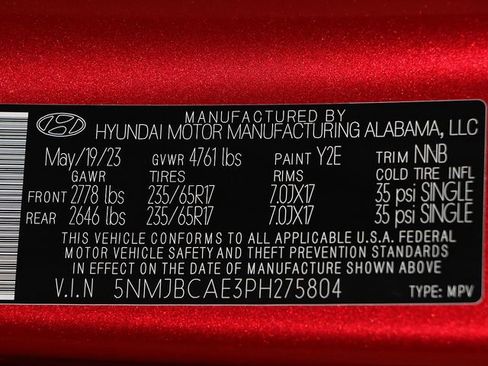 MANUFACTURED BY
HYUNDAI MOTOR MANUFACTURING ALABAMA, LLC
May/19/23 GVWR 4761 lbs PAINT Y2E TRIM NNB
GAWR TIRES RIMS COLD TIRE INFL
FRONT 2778 lbs 235/65R17 7.0JX17 35 psi SINGLE
REAR 2646 lbs 235/65R17 7.0JX17 35 psi SINGLE
THIS VEHICLE CONFORMS TO ALL APPLICABLE U.S.A. FEDERAL
MOTOR VEHICLE SAFETY AND THEFT PREVENTION STANDARDS
IN EFFECT ON THE DATE OF MANUFACTURE SHOWN ABOVE.
V.I.N 5NMJBCAE3PH275804 TYPE: MPV